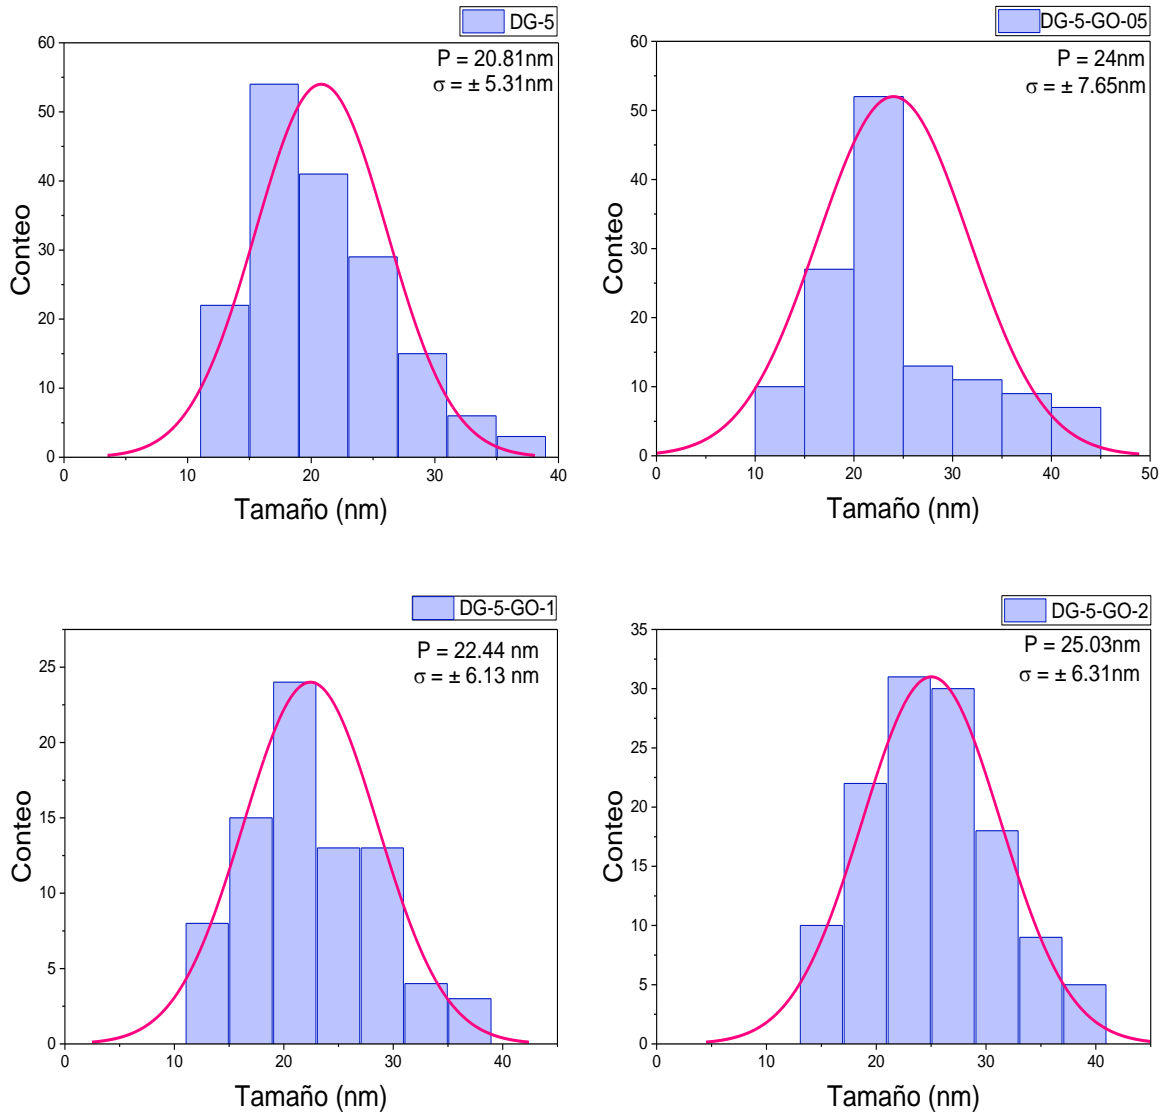 DG-5
P = 20.81nm
σ = ± 5.31nm
60
50
40
30
20
10
0
Conteo
0 10 20 30 40
Tamaño (nm)
DG-5-GO-05
P = 24nm
σ = ± 7.65nm
60
50
40
30
20
10
0
Conteo
0 10 20 30 40 50
Tamaño (nm)
DG-5-GO-1
P = 22.44 nm
σ = ± 6.13 nm
25
20
15
10
5
0
Conteo
0 10 20 30 40
Tamaño (nm)
DG-5-GO-2
P = 25.03nm
σ = ± 6.31nm
35
30
25
20
15
10
5
0
Conteo
0 10 20 30 40
Tamaño (nm)